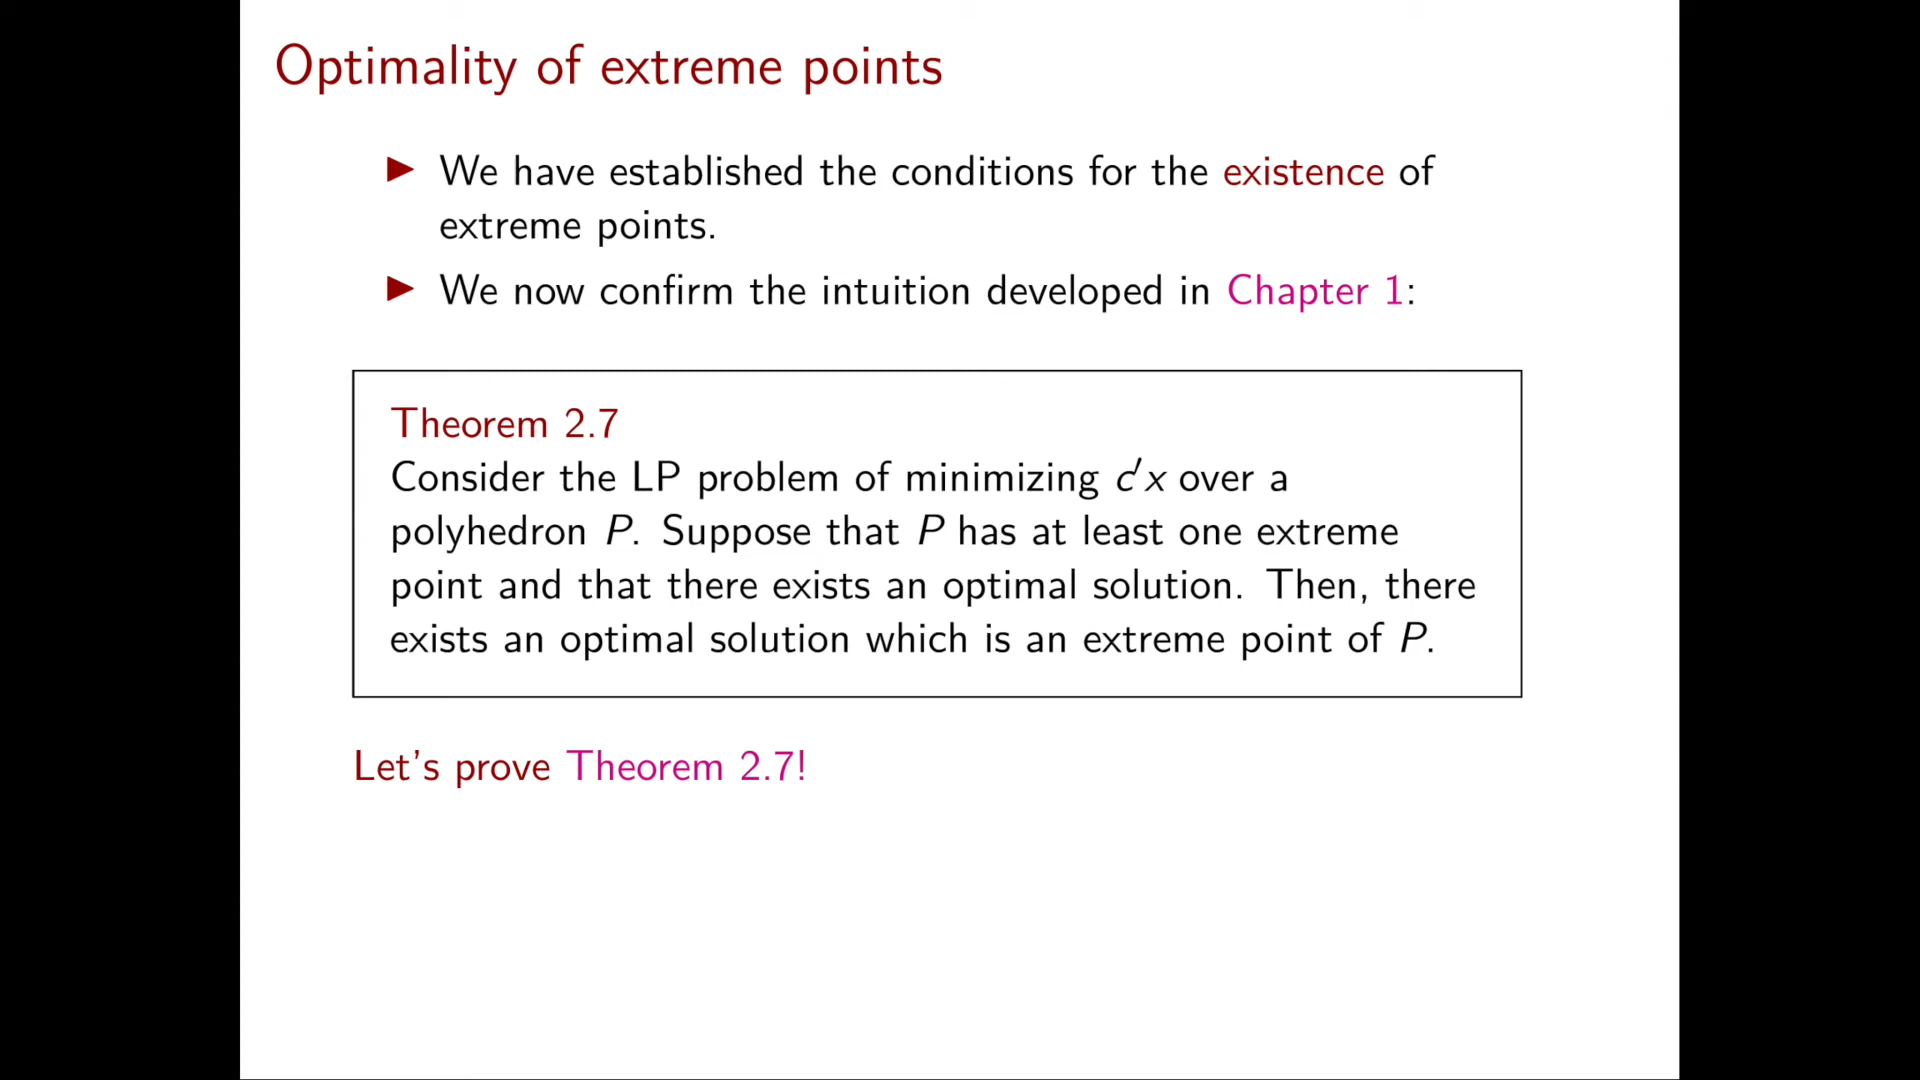 Optimality of extreme points
▶ We have established the conditions for the existence of
extreme points.
▶ We now confirm the intuition developed in Chapter 1:
Theorem 2.7
Consider the LP problem of minimizing c′x over a
polyhedron P. Suppose that P has at least one extreme
point and that there exists an optimal solution. Then, there
exists an optimal solution which is an extreme point of P.
Let's prove Theorem 2.7!